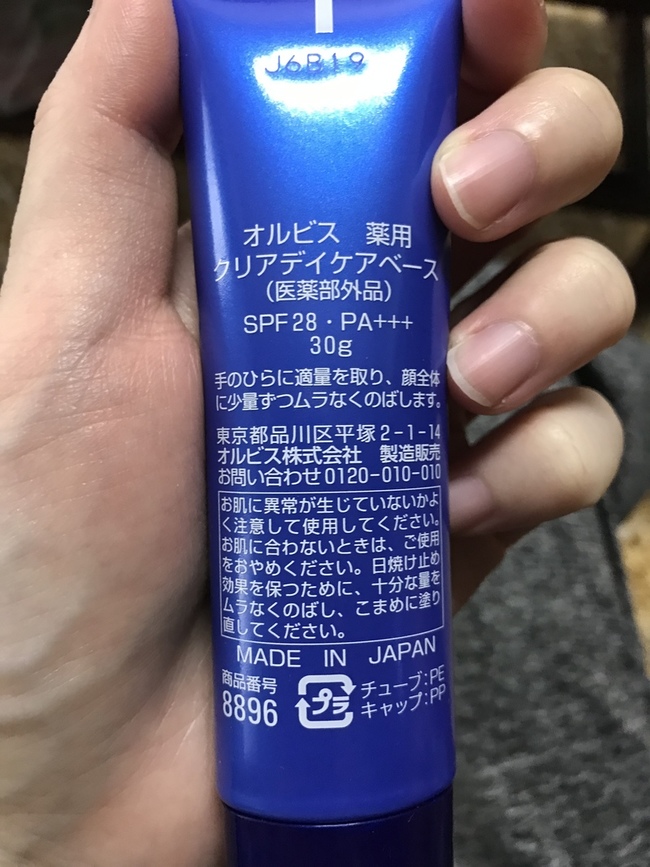 J6B19
オルビス 薬用
クリアデイケアベース
（医薬部外品）
SPF28・PA+++
30g
手のひらに適量を取り、顔全体
に少量ずつムラなくのばします。
東京都品川区平塚2-1-14
オルビス株式会社 製造販売
お問い合わせ0120-010-010
お肌に異常が生じていないかよ
く注意して使用してください。
お肌に合わないときは、ご使用
をおやめください。日焼け止め
効果を保つために、十分な量を
ムラなくのばし、こまめに塗り
直してください。
MADE IN JAPAN
商品番号
8896
プラ
チューブ:PE
キャップ:PP